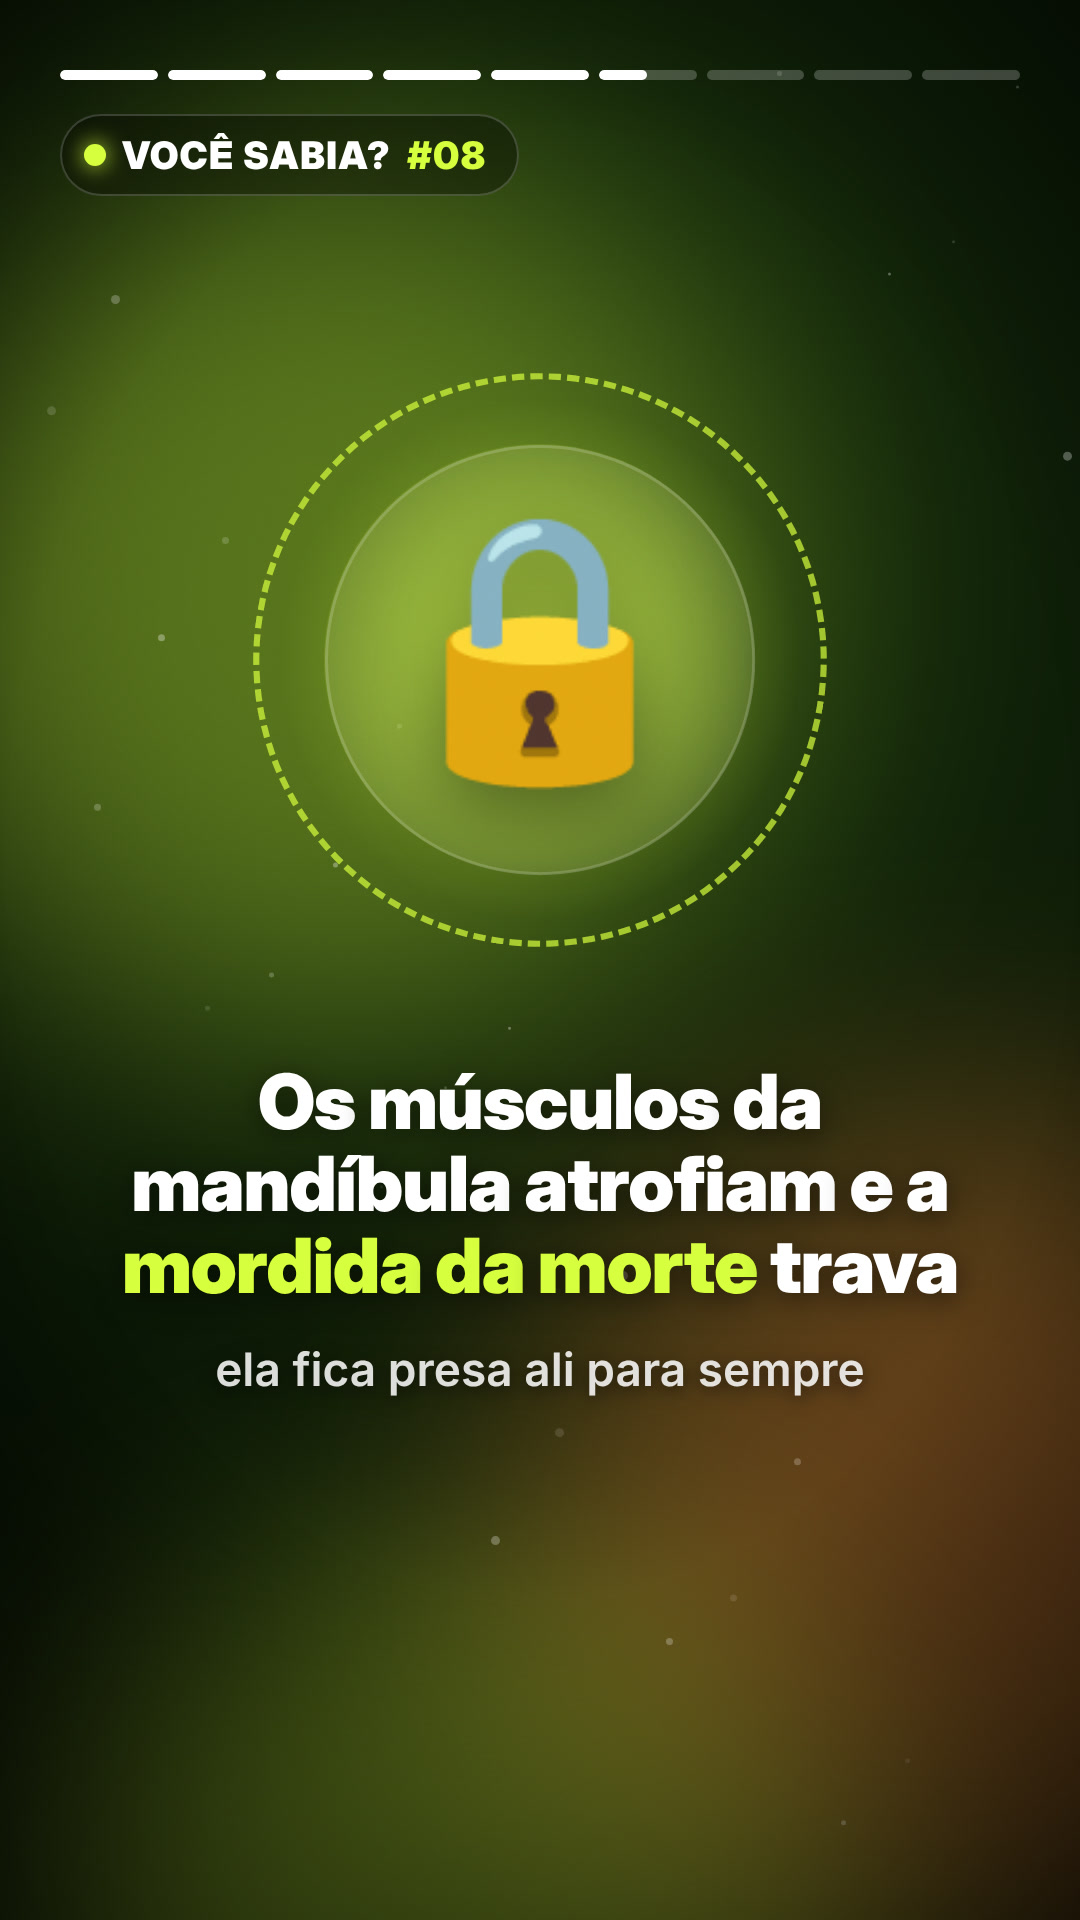 VOCÊ SABIA? #08
Os músculos da
mandíbula atrofiam e a
mordida da morte trava
ela fica presa ali para sempre